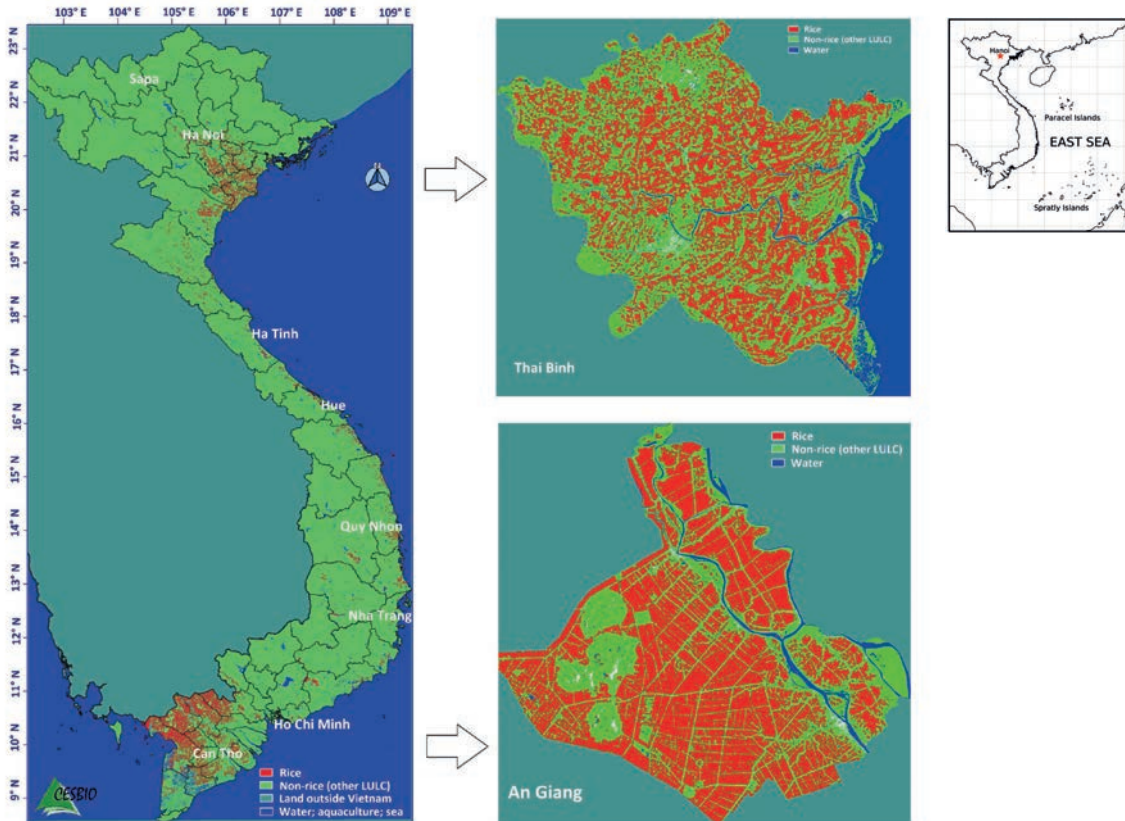 103° E 104° E 105° E 106° E 107° E 108° E 109° E
23° N
22° N
21° N
20° N
19° N
18° N
17° N
16° N
15° N
14° N
13° N
12° N
11° N
10° N
9° N
Sapa
Ha Noi
N
Ha Tinh
Hue
Quy Nhon
Nha Trang
Ho Chi Minh
Can Tho
CESBIO
Rice
Non-rice (other LULC)
Land outside Vietnam
Water; aquaculture; sea
Rice
Non-rice (other LULC)
Water
Thai Binh
Rice
Non-rice (other LULC)
Water
An Giang
Hanoi
Paracel Islands
EAST SEA
Spratly Islands